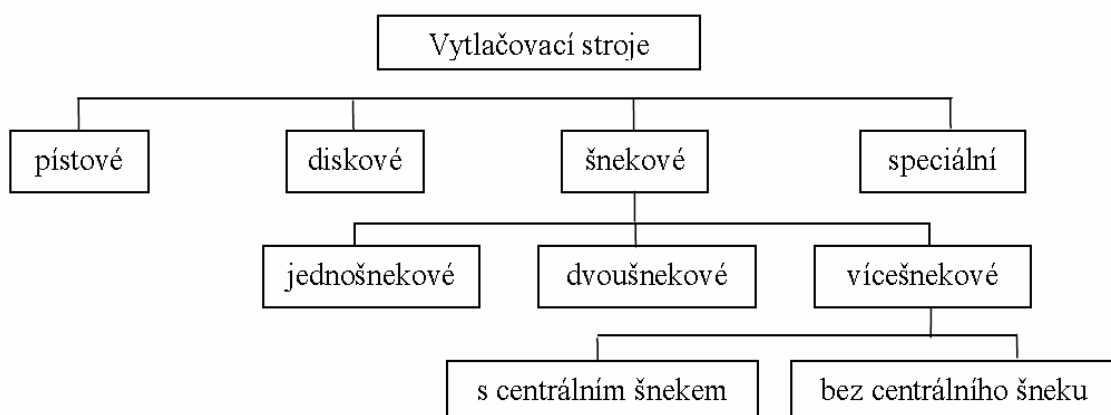 Vytlačovací stroje
pístové
diskové
šnekové
speciální
jednošnekové
dvoušnekové
vícešnekové
s centrálním šnekem
bez centrálního šneku